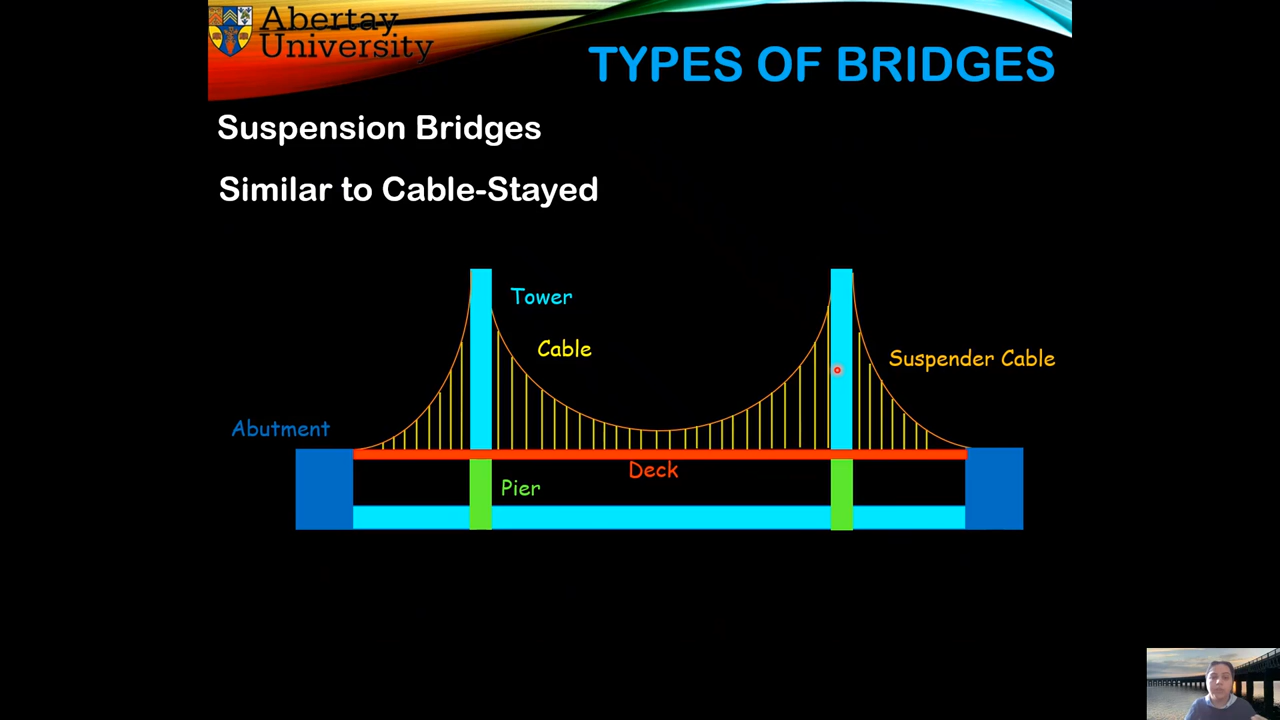 Abertay
University
TYPES OF BRIDGES
Suspension Bridges
Similar to Cable-Stayed
Tower
Cable
Suspender Cable
Abutment
Deck
Pier